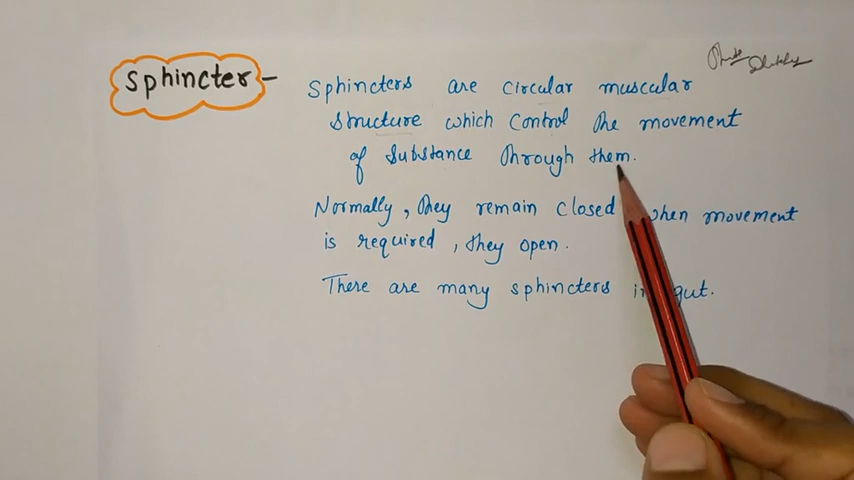 Sphincter - Sphincters are circular muscular
structure which control the movement
of substance through them.
Normally, they remain closed when movement
is required, they open.
There are many sphincters in gut.